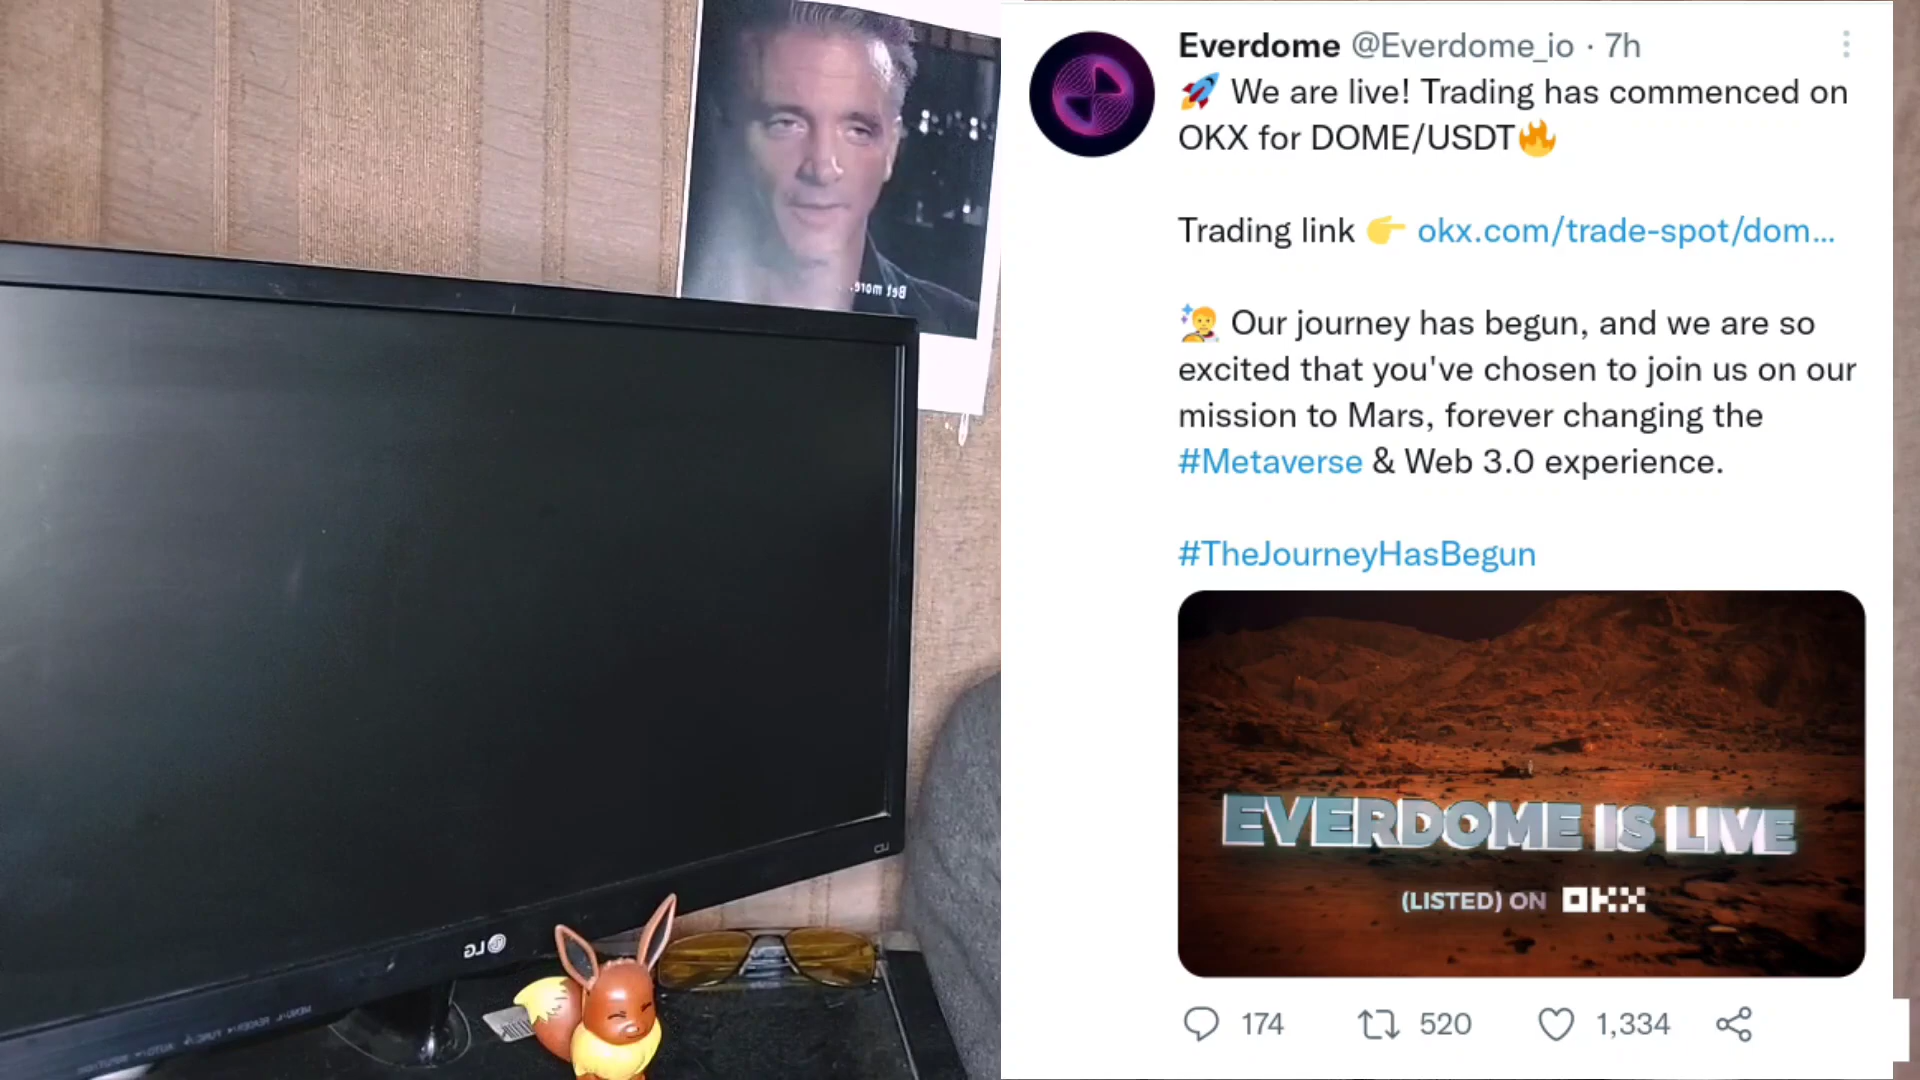 Bet more.
LG
Everdome @Everdome_io · 7h
🚀 We are live! Trading has commenced on
OKX for DOME/USDT🔥
Trading link 👉 okx.com/trade-spot/dom...
🧑‍🚀 Our journey has begun, and we are so
excited that you've chosen to join us on our
mission to Mars, forever changing the
#Metaverse & Web 3.0 experience.
#TheJourneyHasBegun
EVERDOME IS LIVE
(LISTED) ON OKX
174 520 1,334